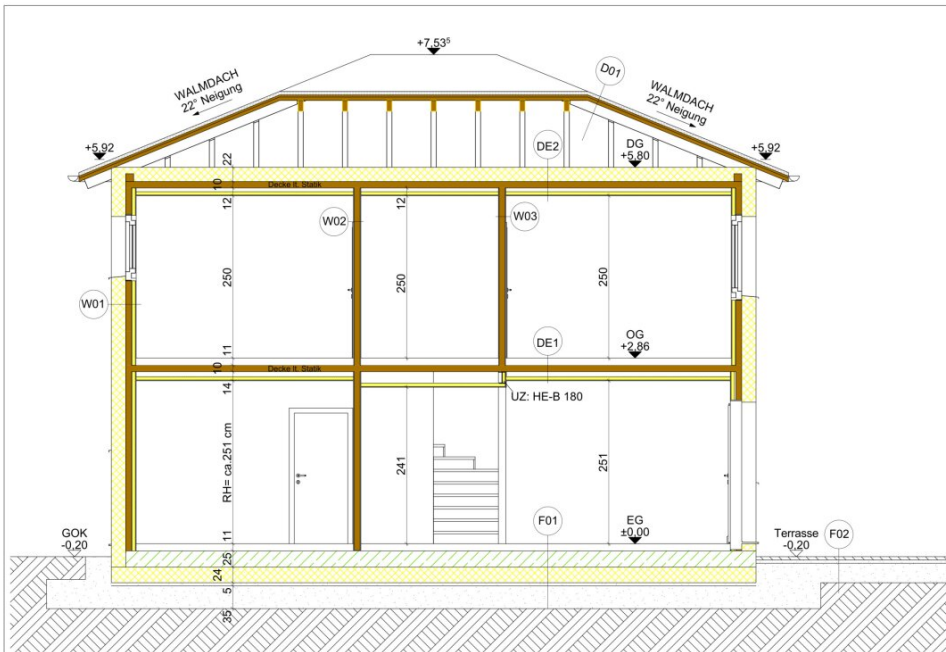 +7,53⁵
WALMDACH
22° Neigung
D01
WALMDACH
22° Neigung
+5,92
22
DE2
DG
+5,80
+5,92
10
Decke lt. Statik
12
12
W02
W03
250
250
250
W01
11
OG
+2,86
DE1
10
Decke lt. Statik
14
UZ: HE-B 180
RH= ca.251 cm
241
251
GOK
-0,20
11
F01
EG
±0,00
Terrasse
-0,20
F02
25
24
5
35